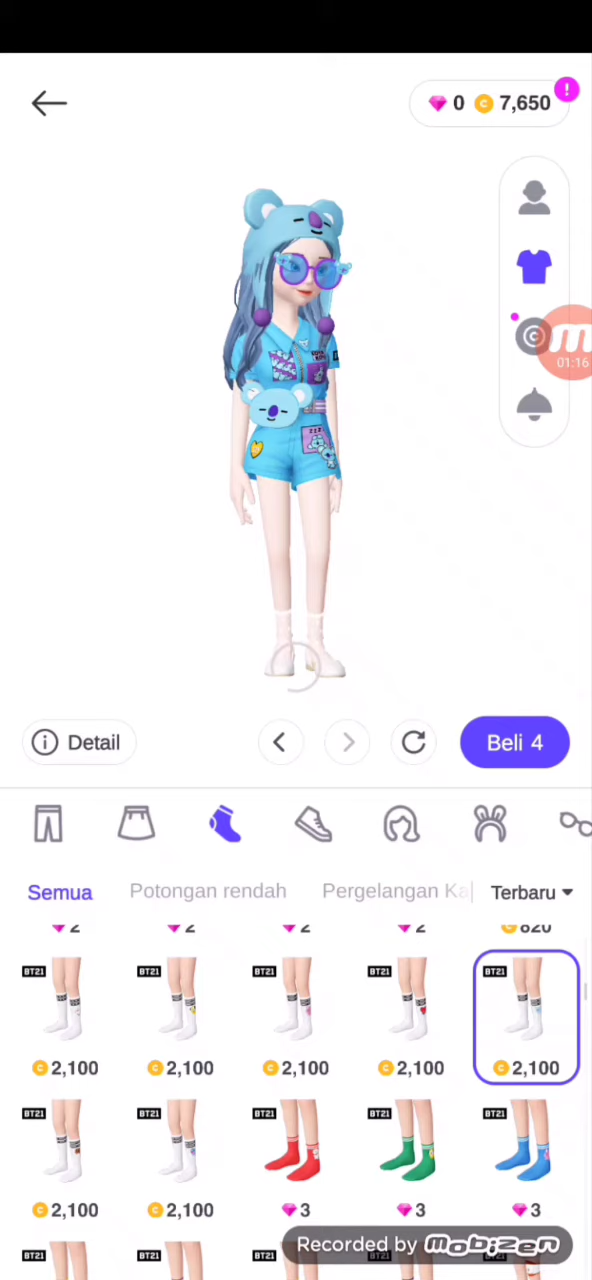 0 7,650
!
01:16
Detail
Beli 4
Semua Potongan rendah Pergelangan Ka Terbaru
2 2 2 2 820
BT21 BT21 BT21 BT21 BT21
2,100 2,100 2,100 2,100 2,100
BT21 BT21 BT21 BT21 BT21
2,100 2,100 3 3 3
BT21 BT21 BT21
Recorded by mobizen